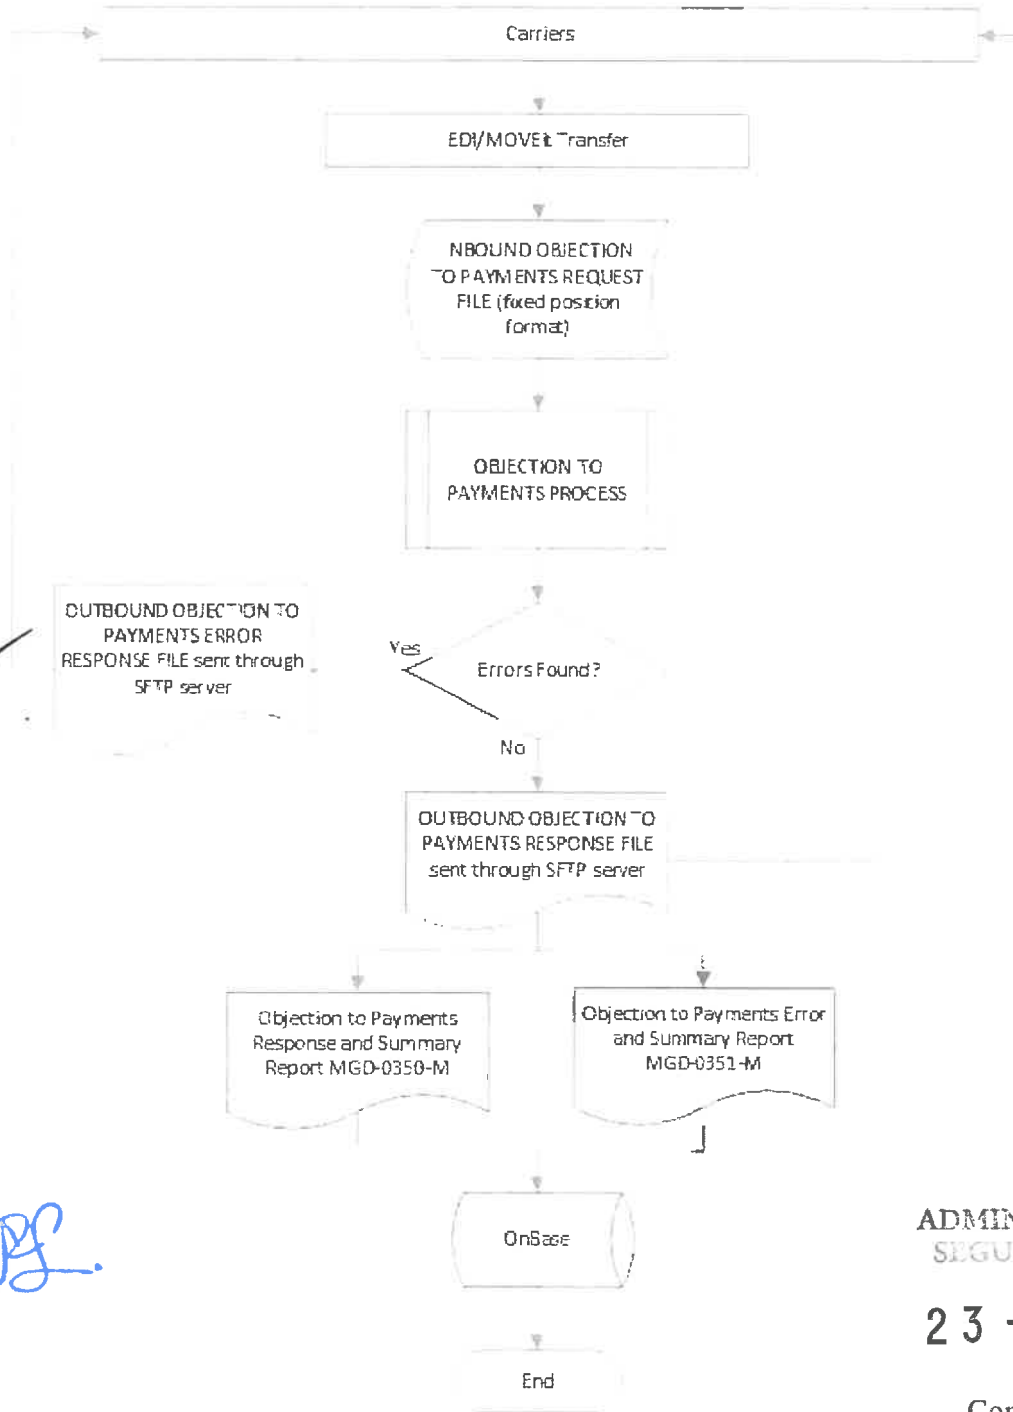 Carriers
EDI/MOVEit Transfer
NBOUND OBJECTION
TO PAYMENTS REQUEST
FILE (fixed position
format)
OBJECTION TO
PAYMENTS PROCESS
OUTBOUND OBJECTION TO
PAYMENTS ERROR
RESPONSE FILE sent through
SFTP server
Yes
Errors Found?
No
OUTBOUND OBJECTION TO
PAYMENTS RESPONSE FILE
sent through SFTP server
Objection to Payments
Response and Summary
Report MGD-0350-M
Objection to Payments Error
and Summary Report
MGD-0351-M
OnBase
End
ADMIN
SEGU
23 -
Con